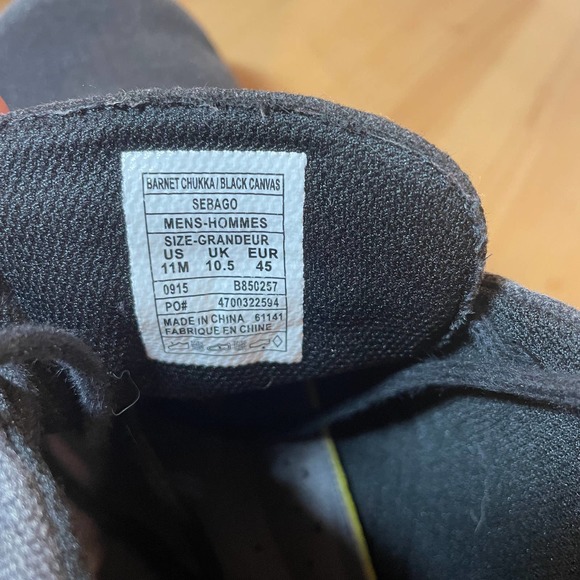 BARNET CHUKKA/BLACK CANVAS
SEBAGO
MENS-HOMMES
SIZE-GRANDEUR
US UK EUR
11M 10.5 45
0915 B850257
PO# 4700322594
MADE IN CHINA 61141
FABRIQUE EN CHINE